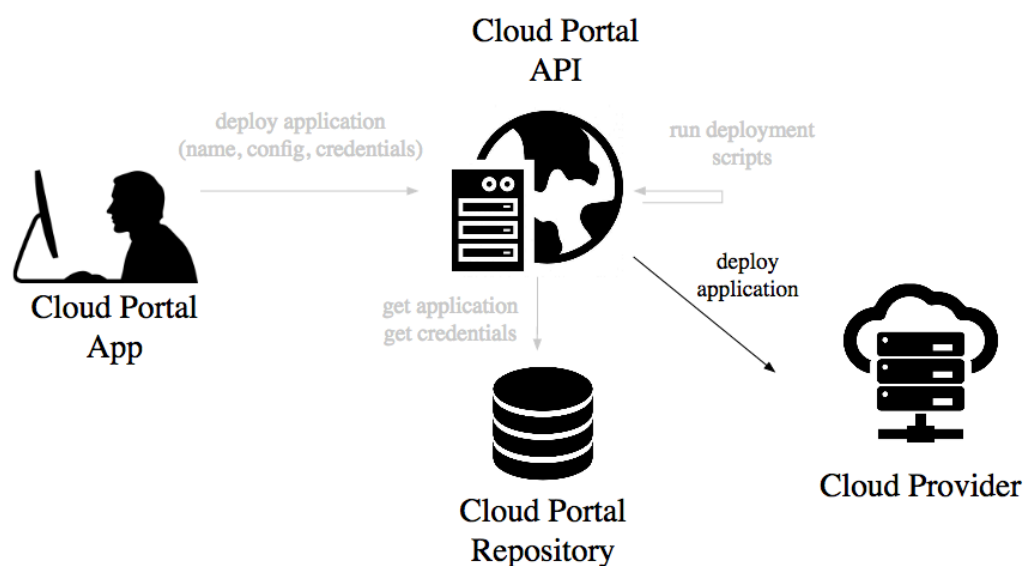 Cloud Portal
API
deploy application
(name, config, credentials)
run deployment
scripts
Cloud Portal
App
get application
get credentials
deploy
application
Cloud Portal
Repository
Cloud Provider